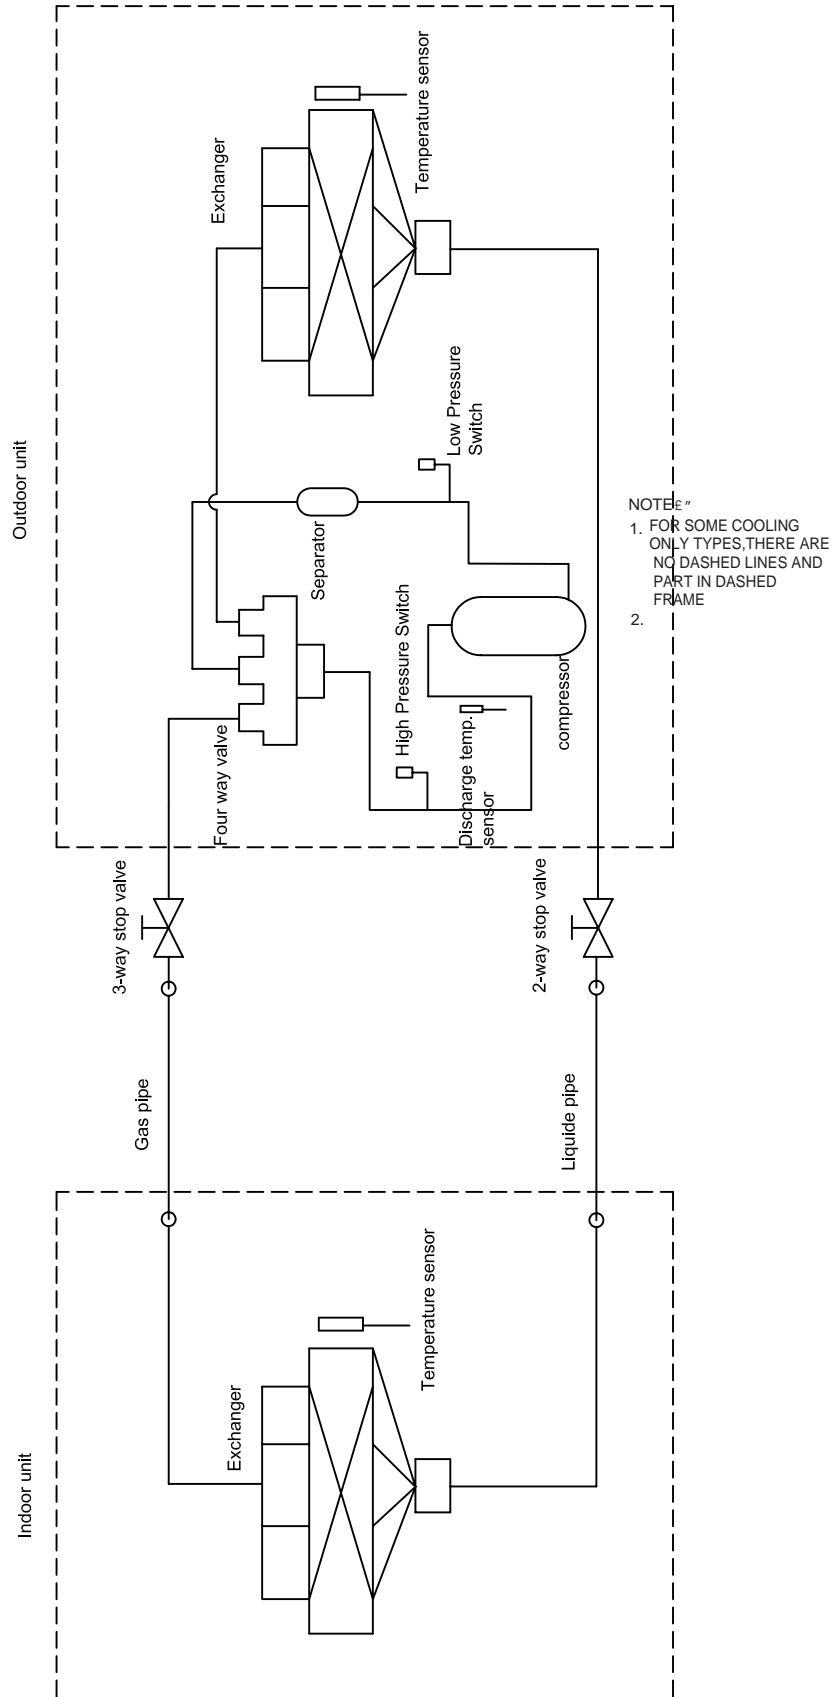 Outdoor unit
Exchanger
Temperature sensor
Low Pressure
Switch
Separator
High Pressure Switch
compressor
Four way valve
Discharge temp.
sensor
NOTE£〃
1. FOR SOME COOLING
ONLY TYPES,THERE ARE
NO DASHED LINES AND
PART IN DASHED
FRAME
2.
3-way stop valve
2-way stop valve
Gas pipe
Liquide pipe
Indoor unit
Exchanger
Temperature sensor